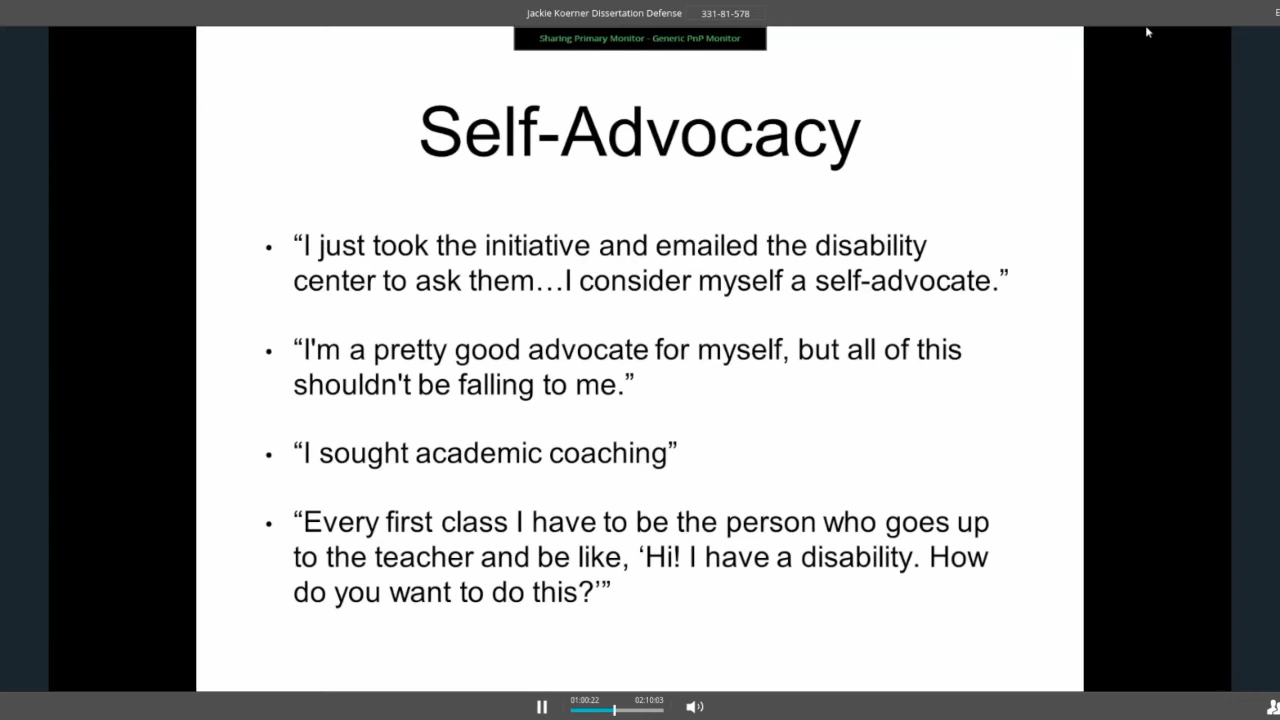 Jackie Koerner Dissertation Defense 331-81-578
Sharing Primary Monitor - Generic PnP Monitor
Self-Advocacy
• “I just took the initiative and emailed the disability
center to ask them…I consider myself a self-advocate.”
• “I'm a pretty good advocate for myself, but all of this
shouldn't be falling to me.”
• “I sought academic coaching”
• “Every first class I have to be the person who goes up
to the teacher and be like, ‘Hi! I have a disability. How
do you want to do this?’”
01:00:22 02:10:03